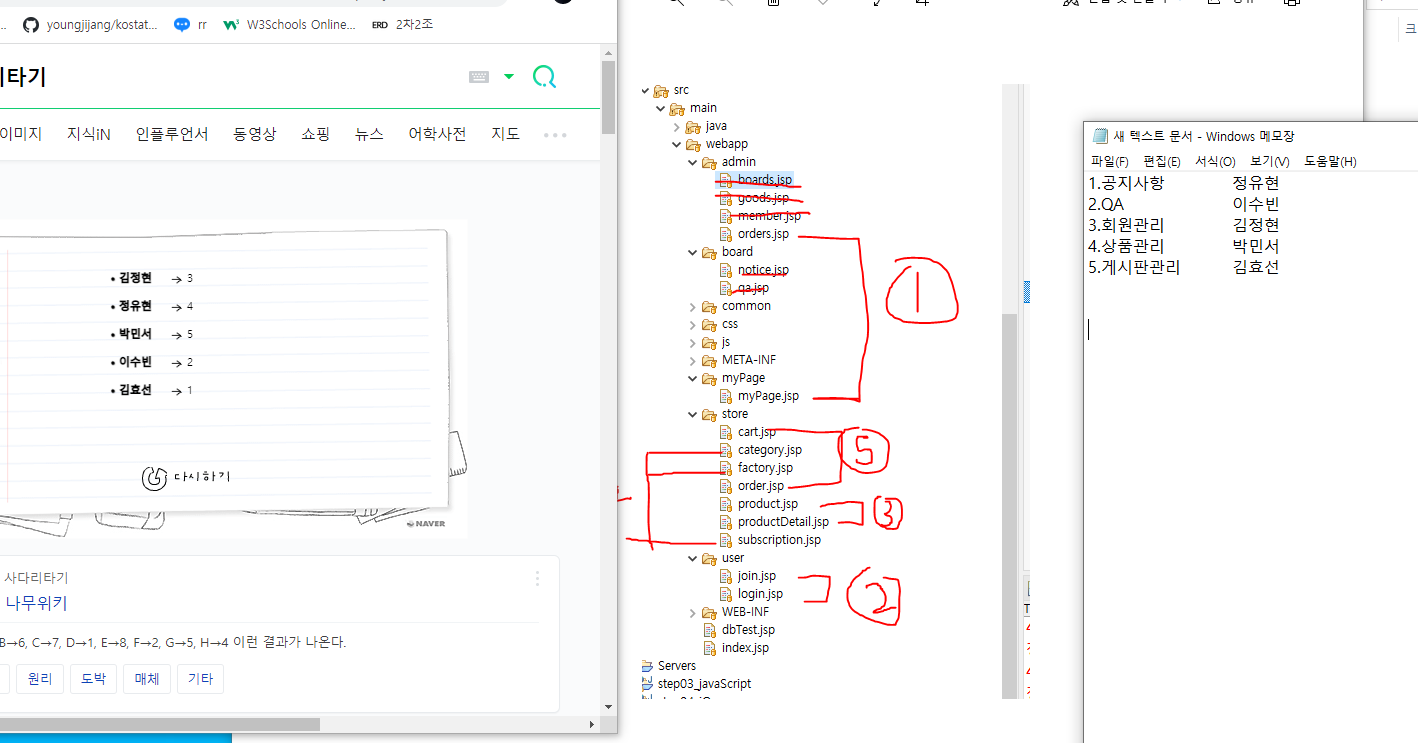 youngjijang/kostat...
rr
W3Schools Online...
ERD 2차2조
리타기
이미지 지식iN 인플루언서 동영상 쇼핑 뉴스 어학사전 지도
• 김정현 → 3
• 정유현 → 4
• 박민서 → 5
• 이수빈 → 2
• 김효선 → 1
다시하기
NAVER
사다리타기
나무위키
B→6, C→7, D→1, E→8, F→2, G→5, H→4 이런 결과가 나온다.
원리 도박 매체 기타
src
main
java
webapp
admin
boards.jsp
goods.jsp
member.jsp
orders.jsp
board
notice.jsp
qa.jsp
common
css
js
META-INF
myPage
myPage.jsp
store
cart.jsp
category.jsp
factory.jsp
order.jsp
product.jsp
productDetail.jsp
subscription.jsp
user
join.jsp
login.jsp
WEB-INF
dbTest.jsp
index.jsp
Servers
step03_javaScript
1
5
3
2
크
새 텍스트 문서 - Windows 메모장
파일(F) 편집(E) 서식(O) 보기(V) 도움말(H)
1.공지사항 정유현
2.QA 이수빈
3.회원관리 김정현
4.상품관리 박민서
5.게시판관리 김효선